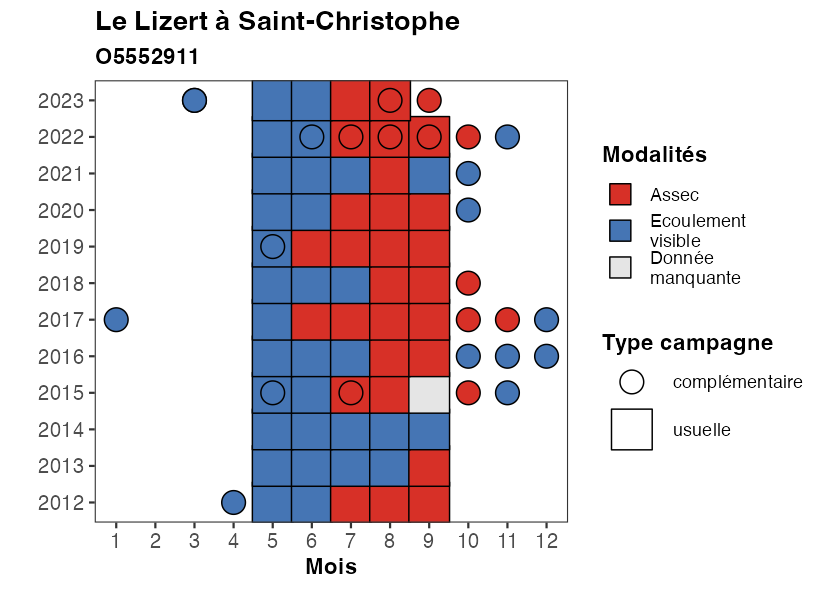 Le Lizert à Saint-Christophe
O5552911
2023
2022
2021
2020
2019
2018
2017
2016
2015
2014
2013
2012
1 2 3 4 5 6 7 8 9 10 11 12
Mois
Modalités
Assec
Ecoulement
visible
Donnée
manquante
Type campagne
complémentaire
usuelle